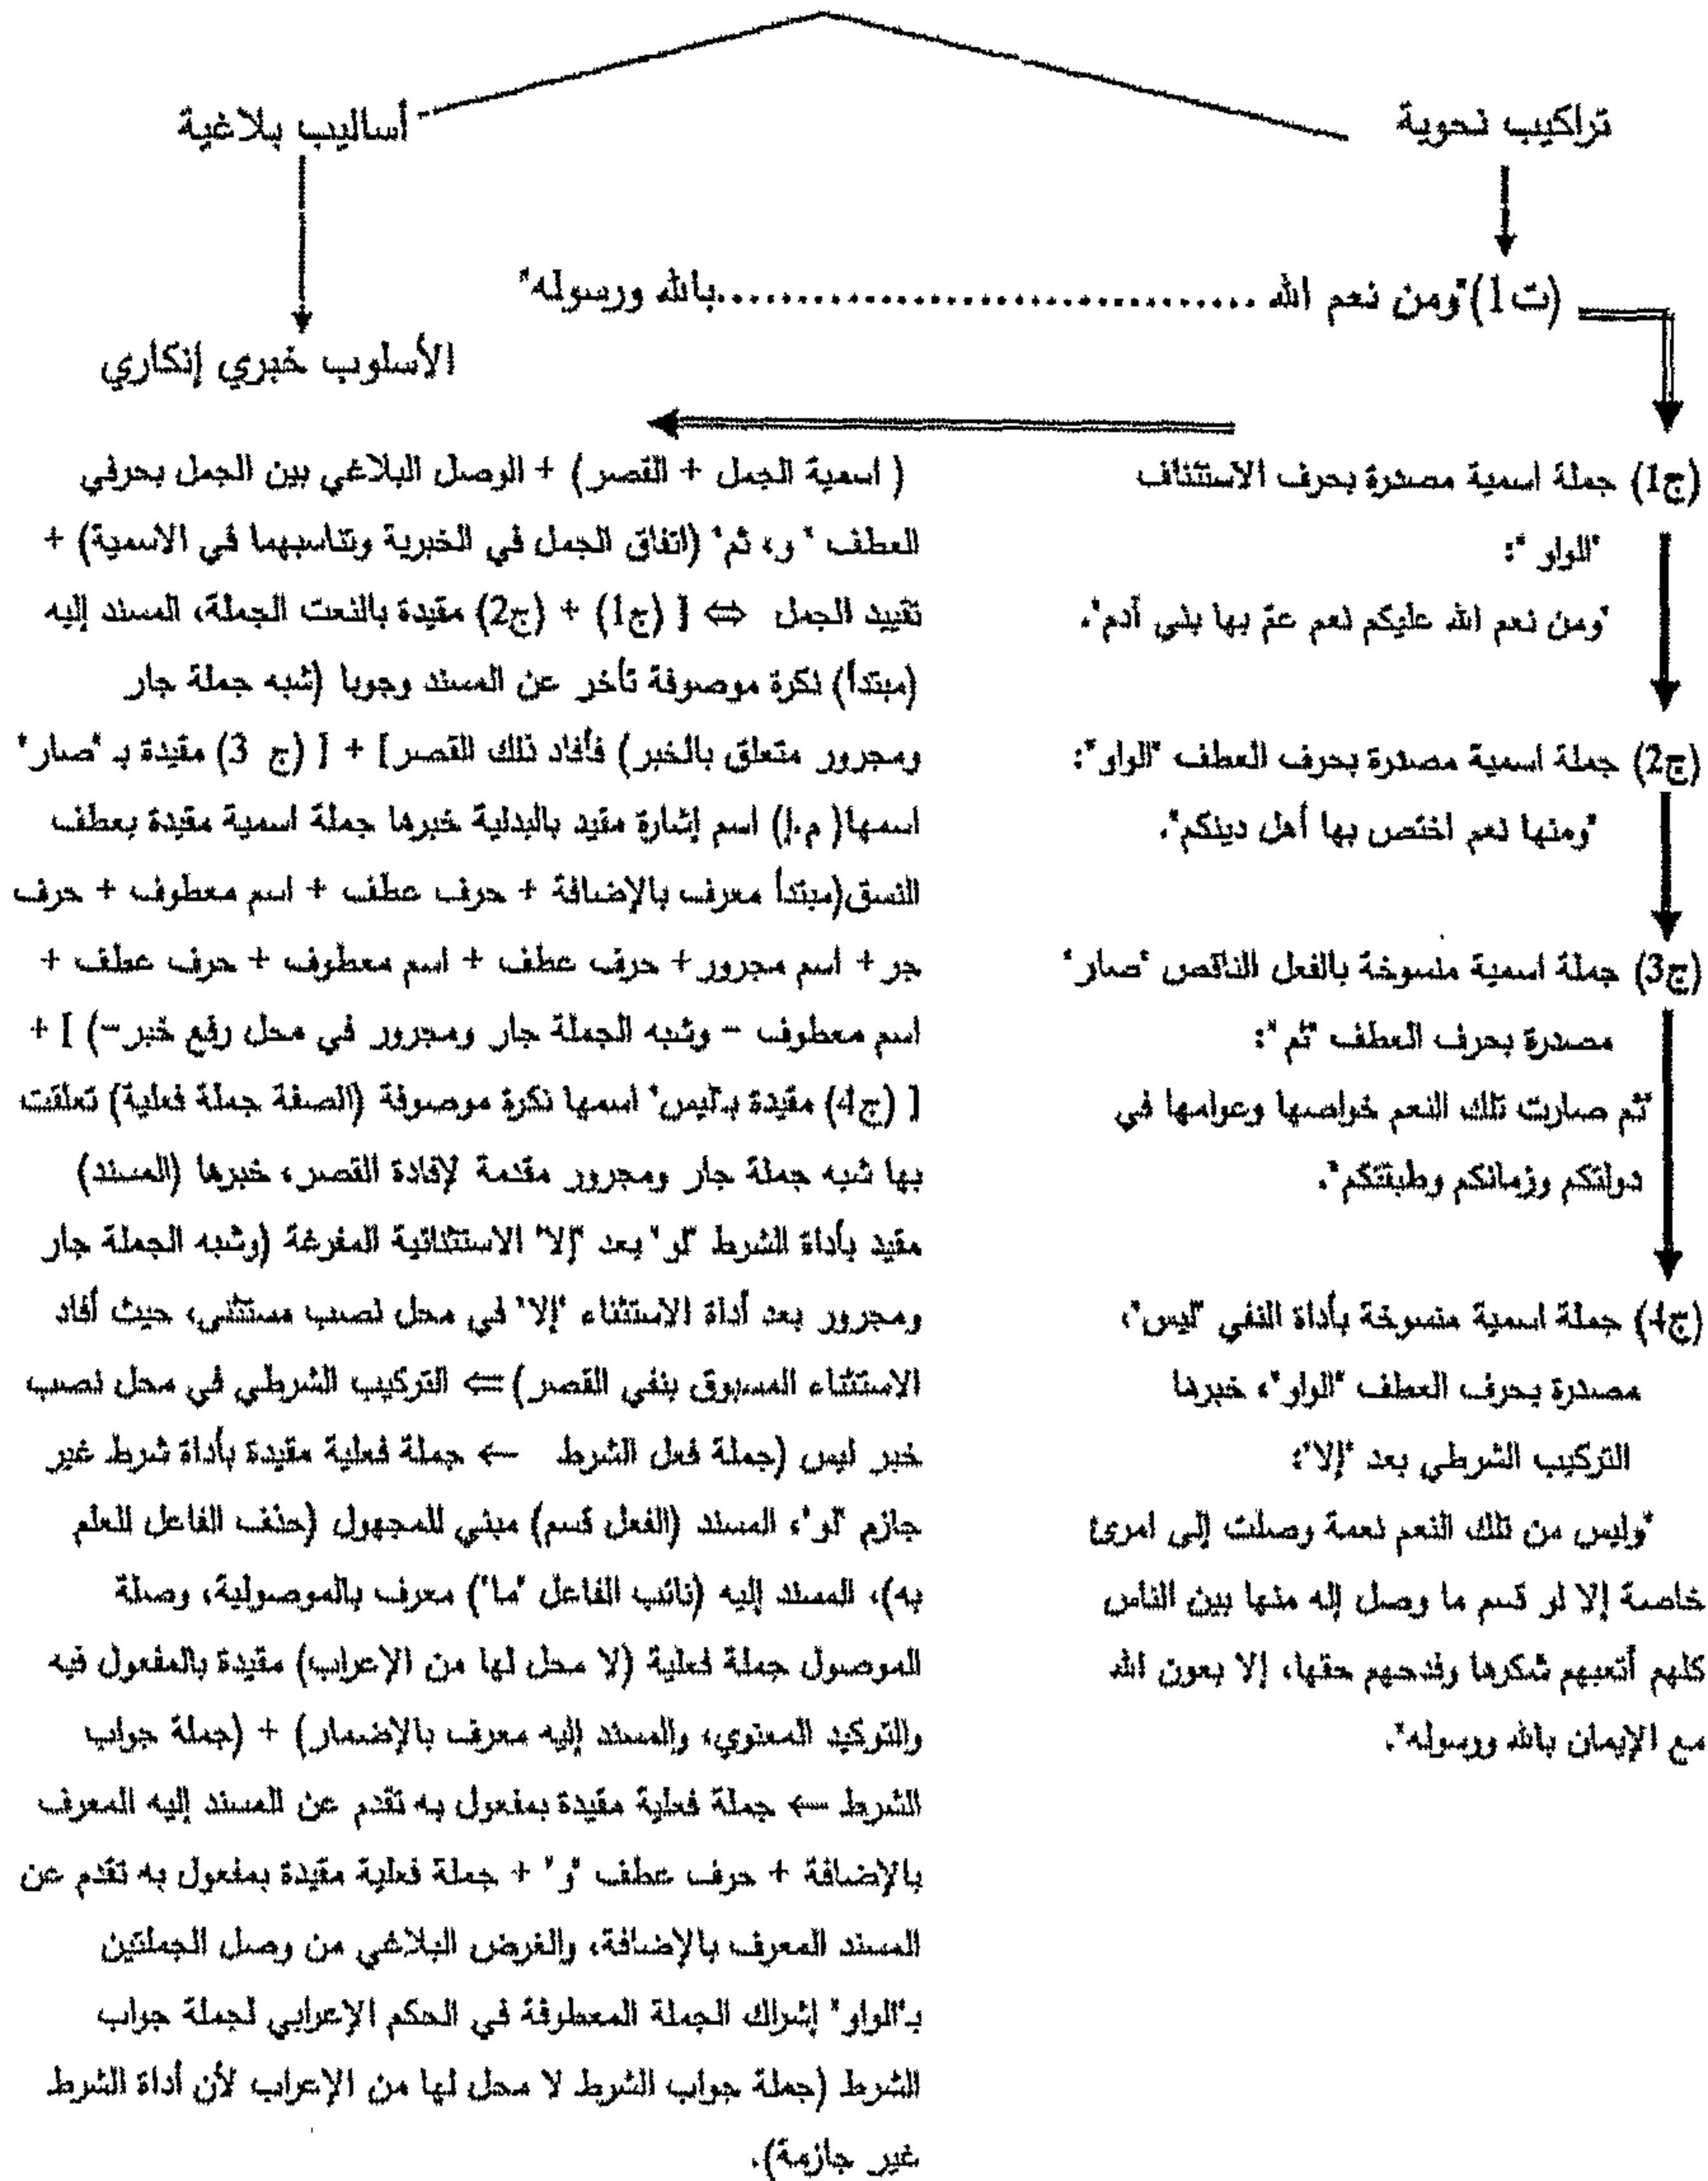 تراكيب نحوية
أساليب بلاغية
(ت1) "ومن نعم الله .................................بالله ورسوله"
الأسلوب خبري إنكاري
(ج1) جملة اسمية مصدرة بحرف الاستئناف
"الواو":
"ومن نعم الله عليكم نعم عمّ بها بني آدم".
(ج2) جملة اسمية مصدرة بحرف العطف "الواو":
"ومنها نعم اختص بها أهل دينكم".
(ج3) جملة اسمية منسوخة بالفعل الناقص "صار"
مصدرة بحرف العطف "ثم":
"ثم صارت تلك النعم خواصها وعوامها في
دولتكم وزمانكم وطبقتكم".
(ج4) جملة اسمية منسوخة بأداة النفي "ليس"،
مصدرة بحرف العطف "الواو"، خبرها
التركيب الشرطي بعد "إلا":
"وليس من تلك النعم نعمة وصلت إلى امرئ
خاصة إلا لو قسم ما وصل إله منها بين الناس
كلهم أتعبهم شكرها وفدحهم حقها، إلا بعون الله
مع الإيمان بالله ورسوله".
( اسمية الجمل + القصر) + الوصل البلاغي بين الجمل بحرفي
العطف " و، ثم" (اتفاق الجمل في الخبرية وتناسبهما في الاسمية) +
تقييد الجمل ⇔ [ (ج1) + (ج2) مقيدة بالنعت الجملة، المسند إليه
(مبتدأ) نكرة موصوفة تأخر عن المسند وجوبا (شبه جملة جار
ومجرور متعلق بالخبر) فأفاد ذلك القصر] + [ (ج 3) مقيدة بـ "صار"
اسمها( م.إ) اسم إشارة مقيد بالبدلية خبرها جملة اسمية مقيدة بعطف
النسق(مبتدأ معرف بالإضافة + حرف عطف + اسم معطوف + حرف
جر + اسم مجرور + حرف عطف + اسم معطوف + حرف عطف +
اسم معطوف - وشبه الجملة جار ومجرور في محل رفع خبر-) ] +
[ (ج4) مقيدة بـ"ليس" اسمها نكرة موصوفة (الصفة جملة فعلية) تعلقت
بها شبه جملة جار ومجرور مقدمة لإفادة القصر، خبرها (المسند)
مقيد بأداة الشرط "لو" بعد "إلا" الاستثنائية المفرغة (وشبه الجملة جار
ومجرور بعد أداة الاستثناء "إلا" في محل نصب مستثنى، حيث أفاد
الاستثناء المسبوق بنفي القصر) ⇐ التركيب الشرطي في محل نصب
خبر ليس (جملة فعل الشرط ← جملة فعلية مقيدة بأداة شرط غير
جازم "لو"، المسند (الفعل قسم) مبني للمجهول (حذف الفاعل للعلم
به)، المسند إليه (نائب الفاعل "ما") معرف بالموصولية، وصلة
الموصول جملة فعلية (لا محل لها من الإعراب) مقيدة بالمفعول فيه
والتوكيد المعنوي، والمسند إليه معرف بالإضمار) + (جملة جواب
الشرط ← جملة فعلية مقيدة بمفعول به تقدم عن المسند إليه المعرف
بالإضافة + حرف عطف "و" + جملة فعلية مقيدة بمفعول به تقدم عن
المسند المعرف بالإضافة، والغرض البلاغي من وصل الجملتين
بـ"الواو" إشراك الجملة المعطوفة في الحكم الإعرابي لجملة جواب
الشرط (جملة جواب الشرط لا محل لها من الإعراب لأن أداة الشرط
غير جازمة).